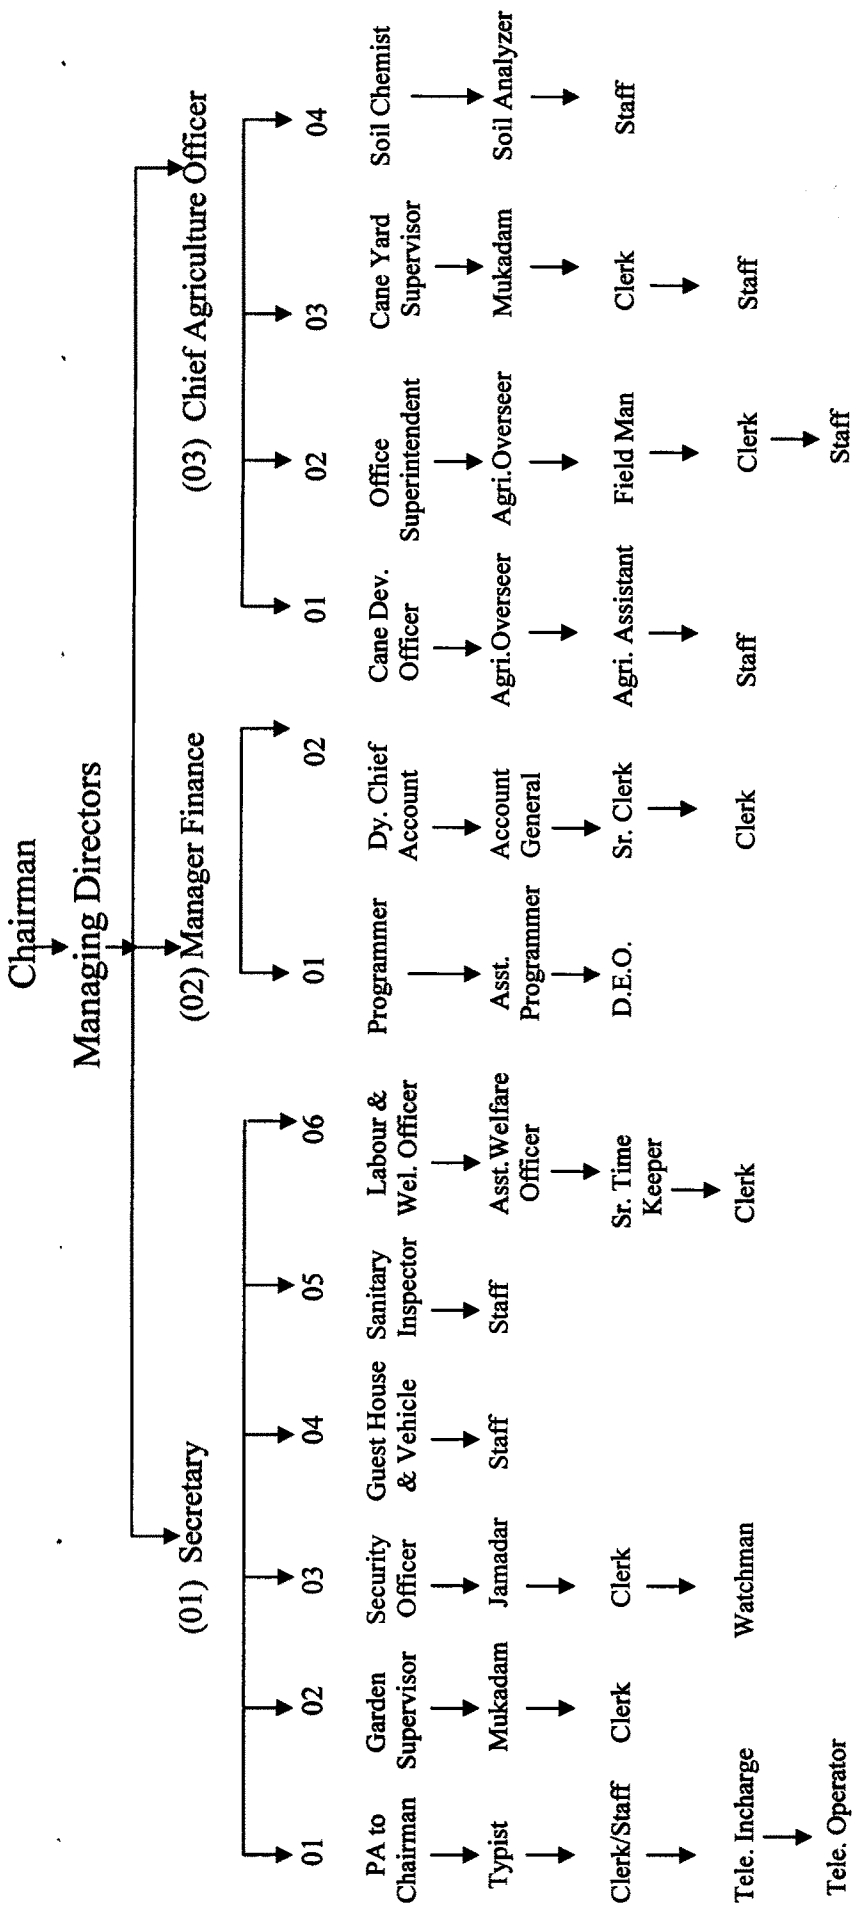 Chairman
Managing Directors
(01) Secretary
(02) Manager Finance
(03) Chief Agriculture Officer
01
02
03
04
05
06
01
02
01
02
03
04
PA to
Chairman
Typist
Clerk/Staff
Tele. Incharge
Tele. Operator
Garden
Supervisor
Mukadam
Clerk
Security
Officer
Jamadar
Clerk
Watchman
Guest House
& Vehicle
Staff
Sanitary
Inspector
Staff
Labour &
Wel. Officer
Asst.Welfare
Officer
Sr. Time
Keeper
Clerk
Programmer
Asst.
Programmer
D.E.O.
Dy. Chief
Account
Account
General
Sr. Clerk
Clerk
Cane Dev.
Officer
Agri.Overseer
Agri. Assistant
Staff
Office
Superintendent
Agri.Overseer
Field Man
Clerk
Staff
Cane Yard
Supervisor
Mukadam
Clerk
Staff
Soil Chemist
Soil Analyzer
Staff